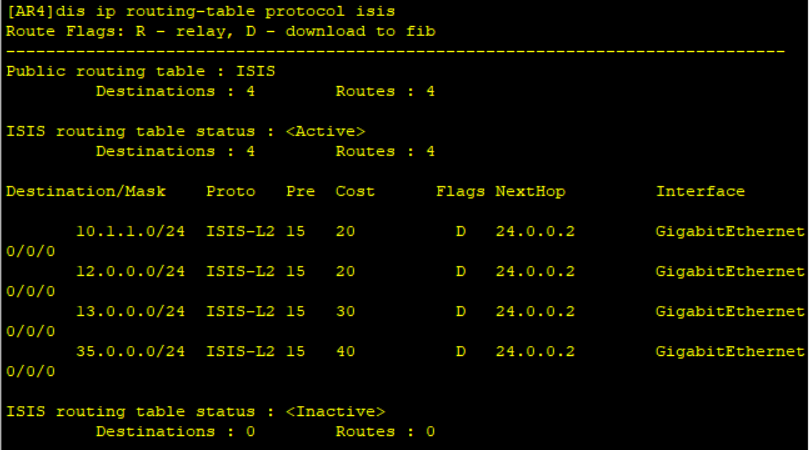 [AR4]dis ip routing-table protocol isis
Route Flags: R - relay, D - download to fib
------------------------------------------------------------------------------
Public routing table : ISIS
         Destinations : 4        Routes : 4
ISIS routing table status : <Active>
         Destinations : 4        Routes : 4
Destination/Mask    Proto   Pre  Cost      Flags NextHop         Interface
       10.1.1.0/24  ISIS-L2 15   20          D   24.0.0.2        GigabitEthernet
0/0/0
       12.0.0.0/24  ISIS-L2 15   20          D   24.0.0.2        GigabitEthernet
0/0/0
       13.0.0.0/24  ISIS-L2 15   30          D   24.0.0.2        GigabitEthernet
0/0/0
       35.0.0.0/24  ISIS-L2 15   40          D   24.0.0.2        GigabitEthernet
0/0/0
ISIS routing table status : <Inactive>
         Destinations : 0        Routes : 0